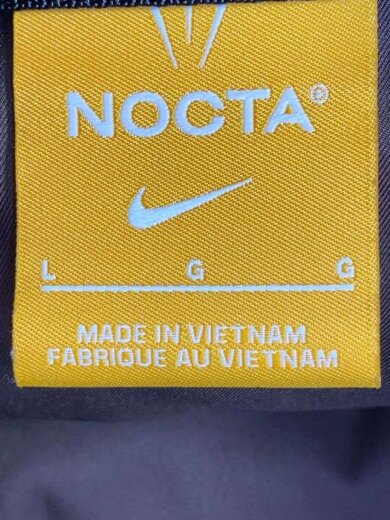 NOCTA®
L G G
MADE IN VIETNAM
FABRIQUE AU VIETNAM